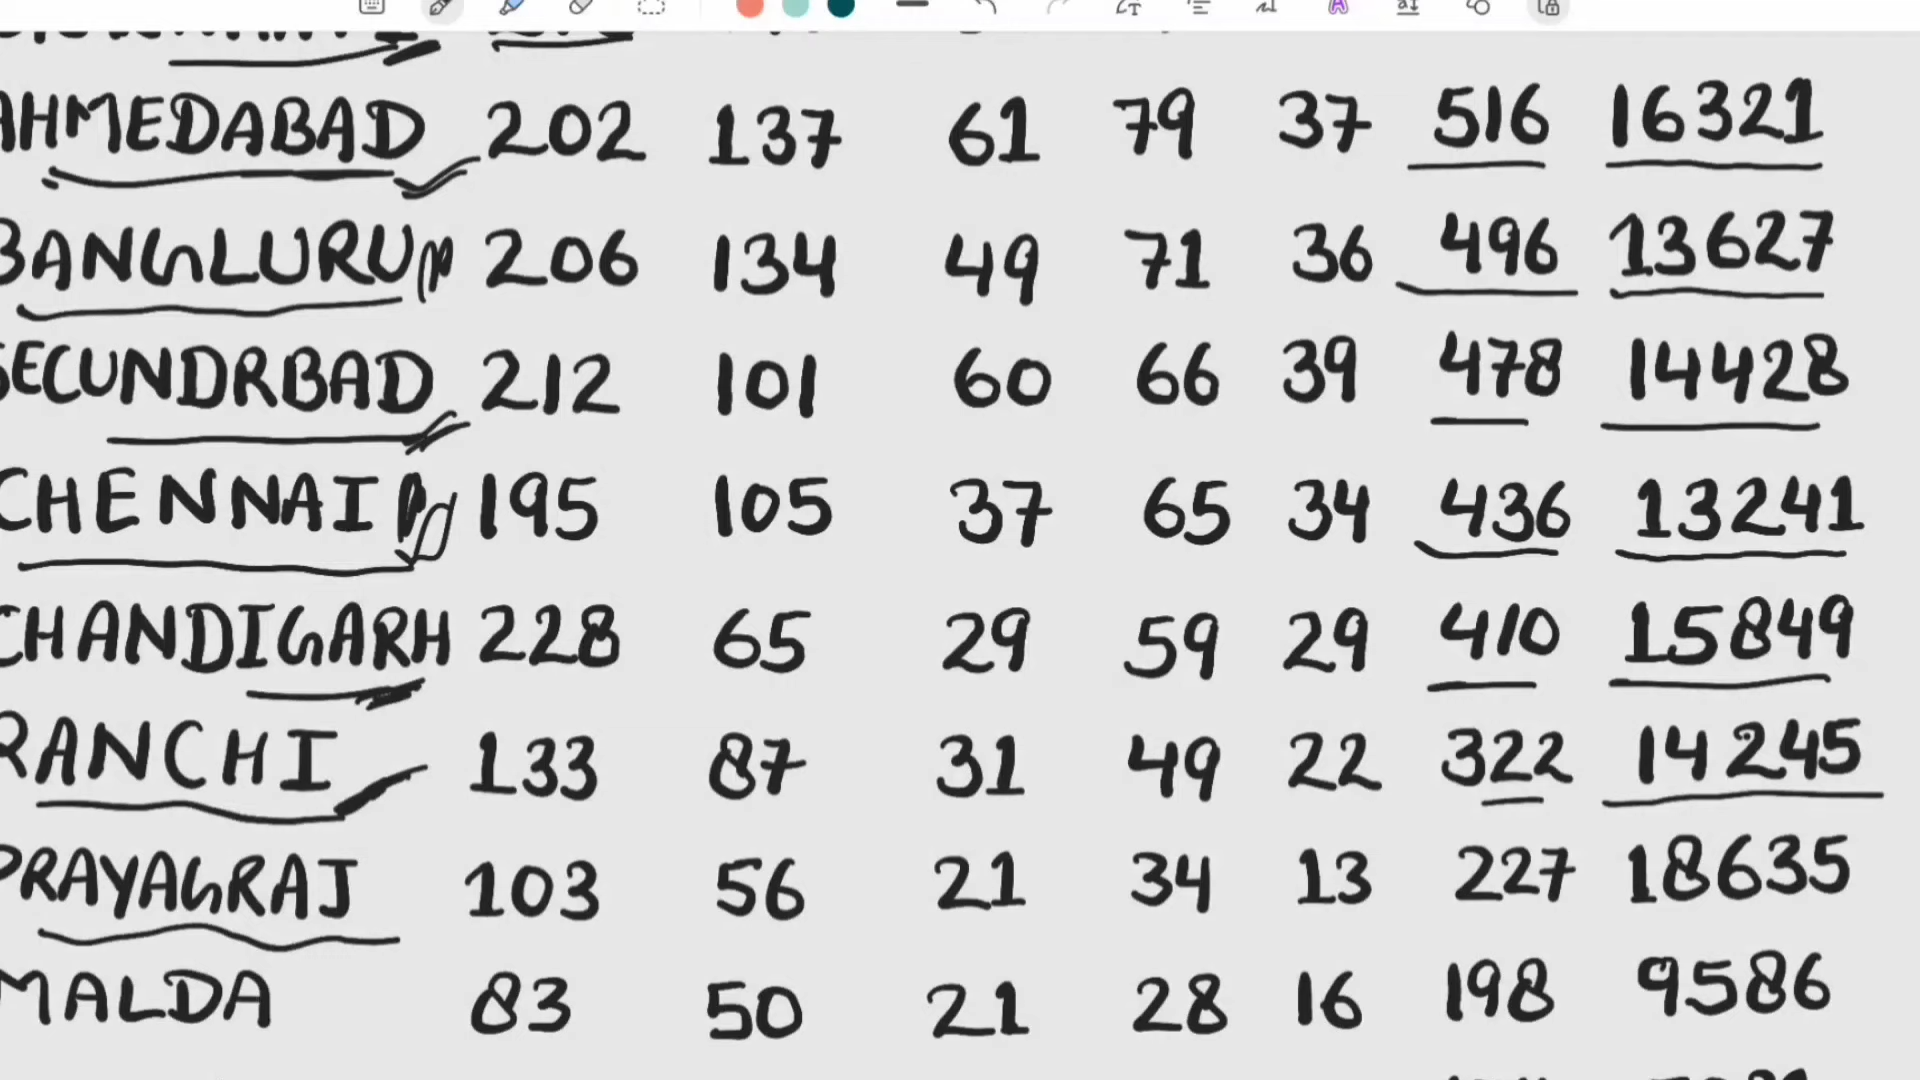 AHMEDABAD 202 137 61 79 37 516 16321
BANGLURU 206 134 49 71 36 496 13627
SECUNDRBAD 212 101 60 66 39 478 14428
CHENNAI 195 105 37 65 34 436 13241
CHANDIGARH 228 65 29 59 29 410 15849
RANCHI 133 87 31 49 22 322 14245
PRAYAGRAJ 103 56 21 34 13 227 18635
MALDA 83 50 21 28 16 198 9586